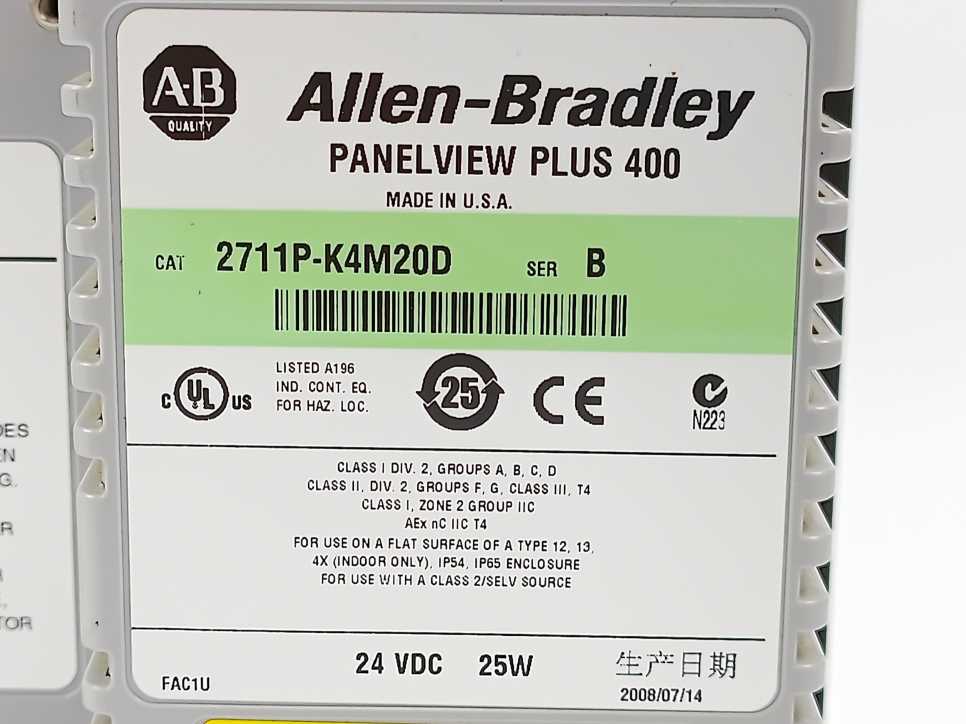 A-B
QUALITY
Allen-Bradley
PANELVIEW PLUS 400
MADE IN U.S.A.
CAT 2711P-K4M20D SER B
C UL US
LISTED A196
IND. CONT. EQ.
FOR HAZ. LOC.
25
CE
N223
CLASS I DIV. 2, GROUPS A, B, C, D
CLASS II, DIV. 2, GROUPS F, G, CLASS III, T4
CLASS I, ZONE 2 GROUP IIC
AEx nC IIC T4
FOR USE ON A FLAT SURFACE OF A TYPE 12, 13,
4X (INDOOR ONLY), IP54, IP65 ENCLOSURE
FOR USE WITH A CLASS 2/SELV SOURCE
24 VDC 25W
生产日期
FAC1U
2008/07/14